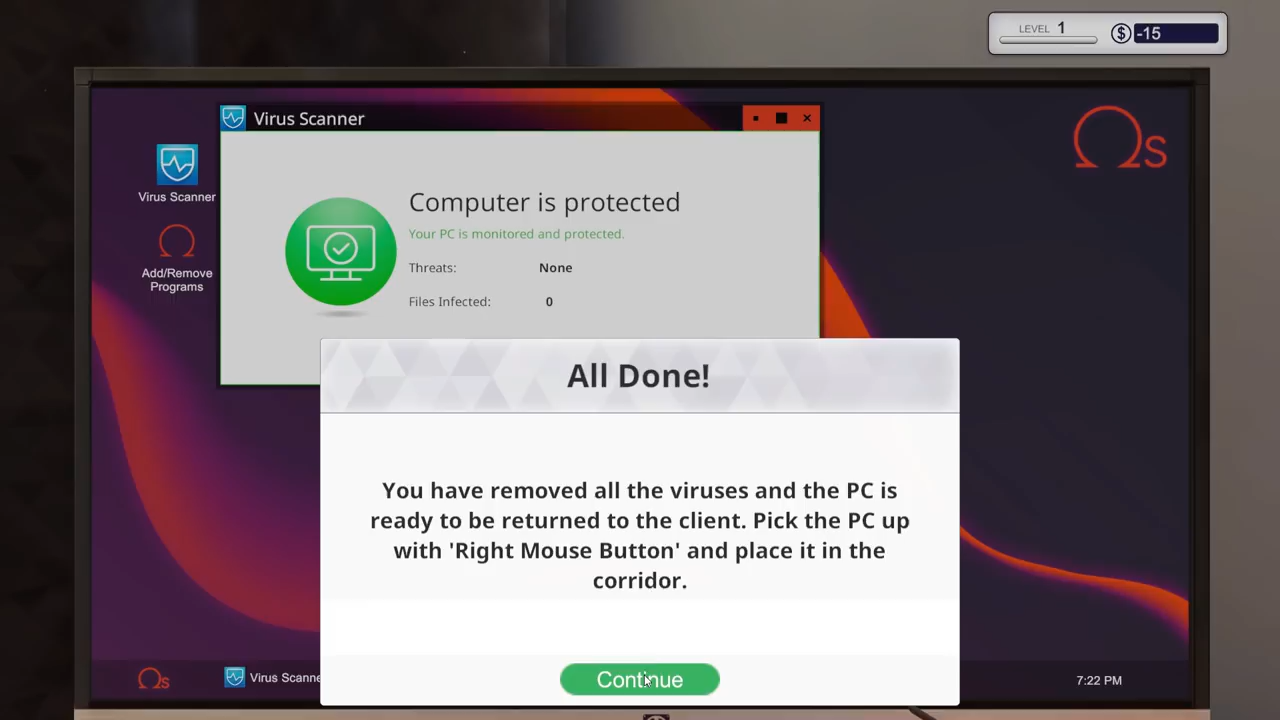 LEVEL 1
$ -15
Virus Scanner
Ωs
Virus Scanner
Computer is protected
Your PC is monitored and protected.
Threats: None
Files Infected: 0
Add/Remove
Programs
All Done!
You have removed all the viruses and the PC is
ready to be returned to the client. Pick the PC up
with 'Right Mouse Button' and place it in the
corridor.
Continue
Ωs
Virus Scanne
7:22 PM